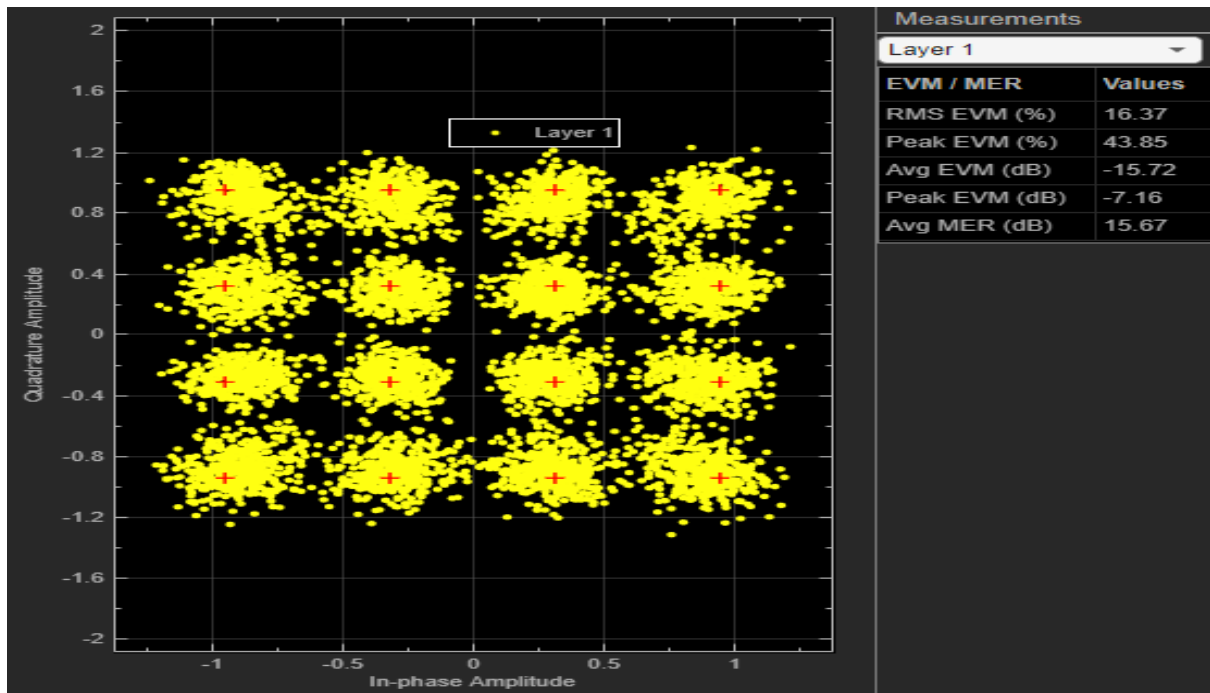 2
1.6
1.2
0.8
0.4
0
-0.4
-0.8
-1.2
-1.6
-2
Quadrature Amplitude
-1 -0.5 0 0.5 1
In-phase Amplitude
Layer 1
Measurements
Layer 1
EVM / MER Values
RMS EVM (%) 16.37
Peak EVM (%) 43.85
Avg EVM (dB) -15.72
Peak EVM (dB) -7.16
Avg MER (dB) 15.67